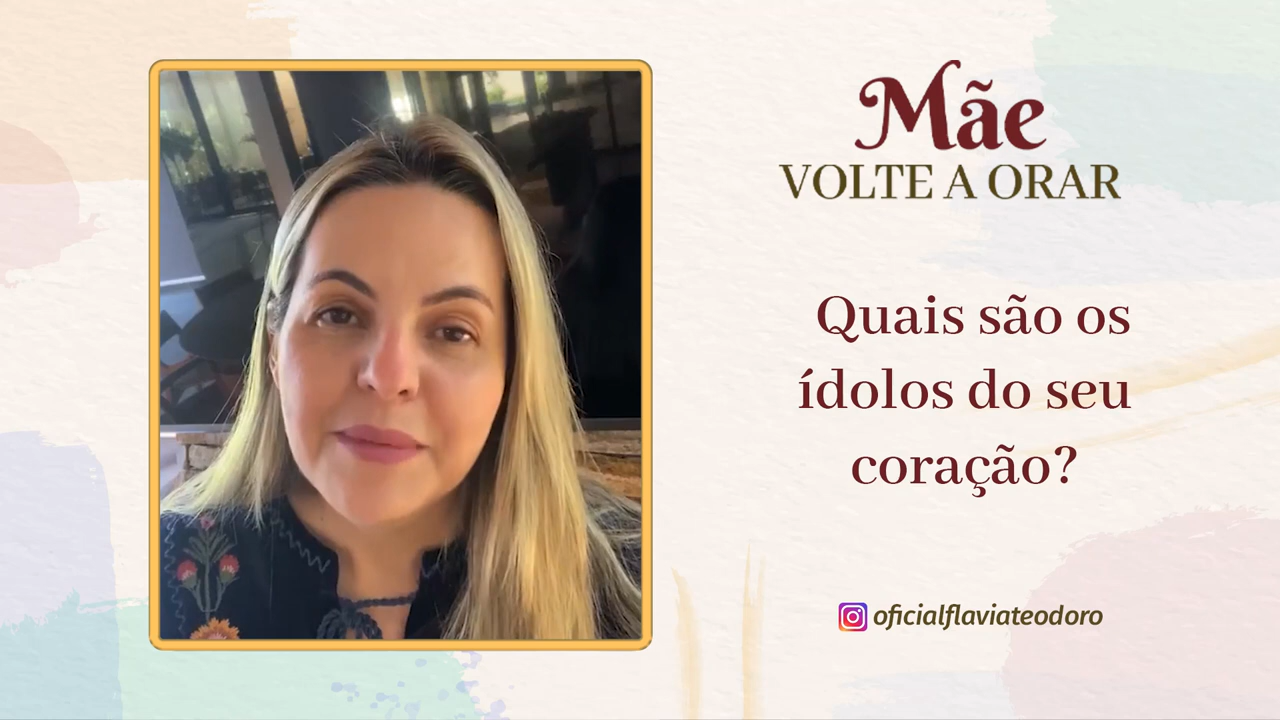 Mãe
VOLTE A ORAR
Quais são os
ídolos do seu
coração?
oficialflaviateodoro